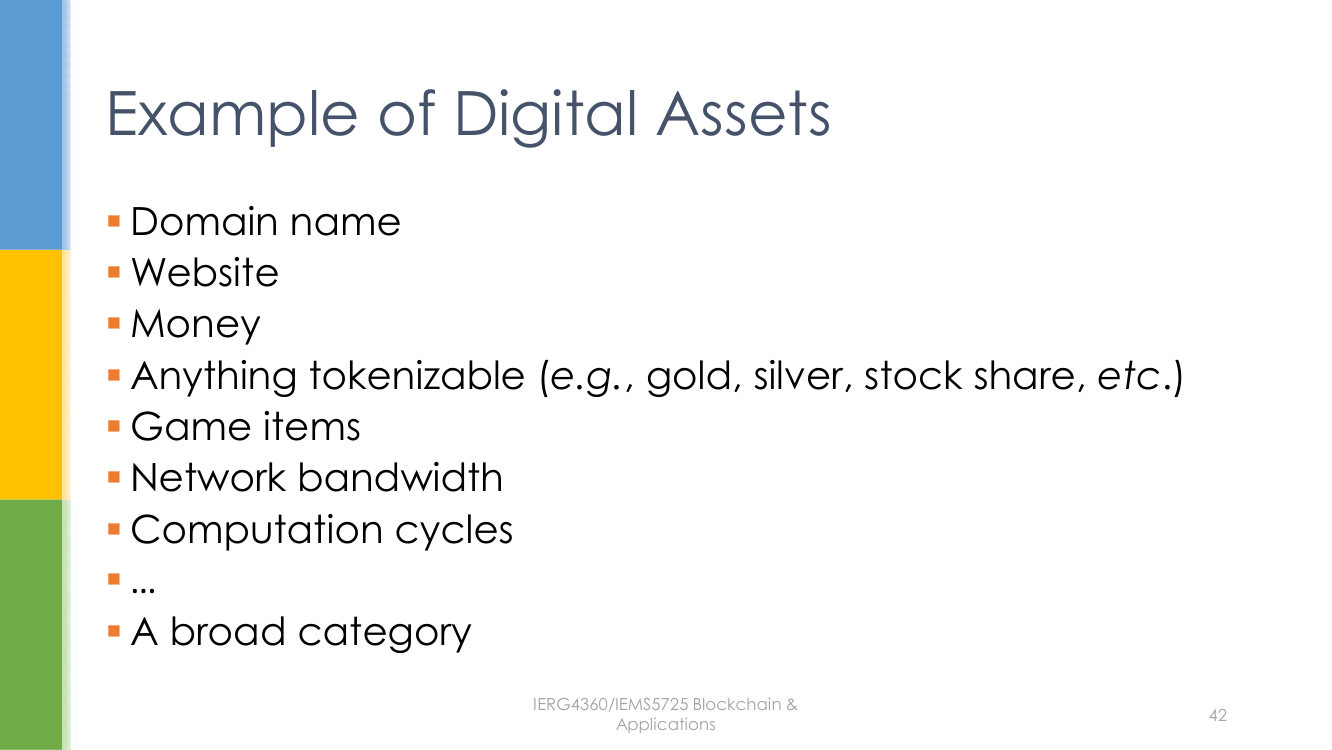 Example of Digital Assets
▪ Domain name
▪ Website
▪ Money
▪ Anything tokenizable (e.g., gold, silver, stock share, etc.)
▪ Game items
▪ Network bandwidth
▪ Computation cycles
▪ …
▪ A broad category
IERG4360/IEMS5725 Blockchain &
Applications
42